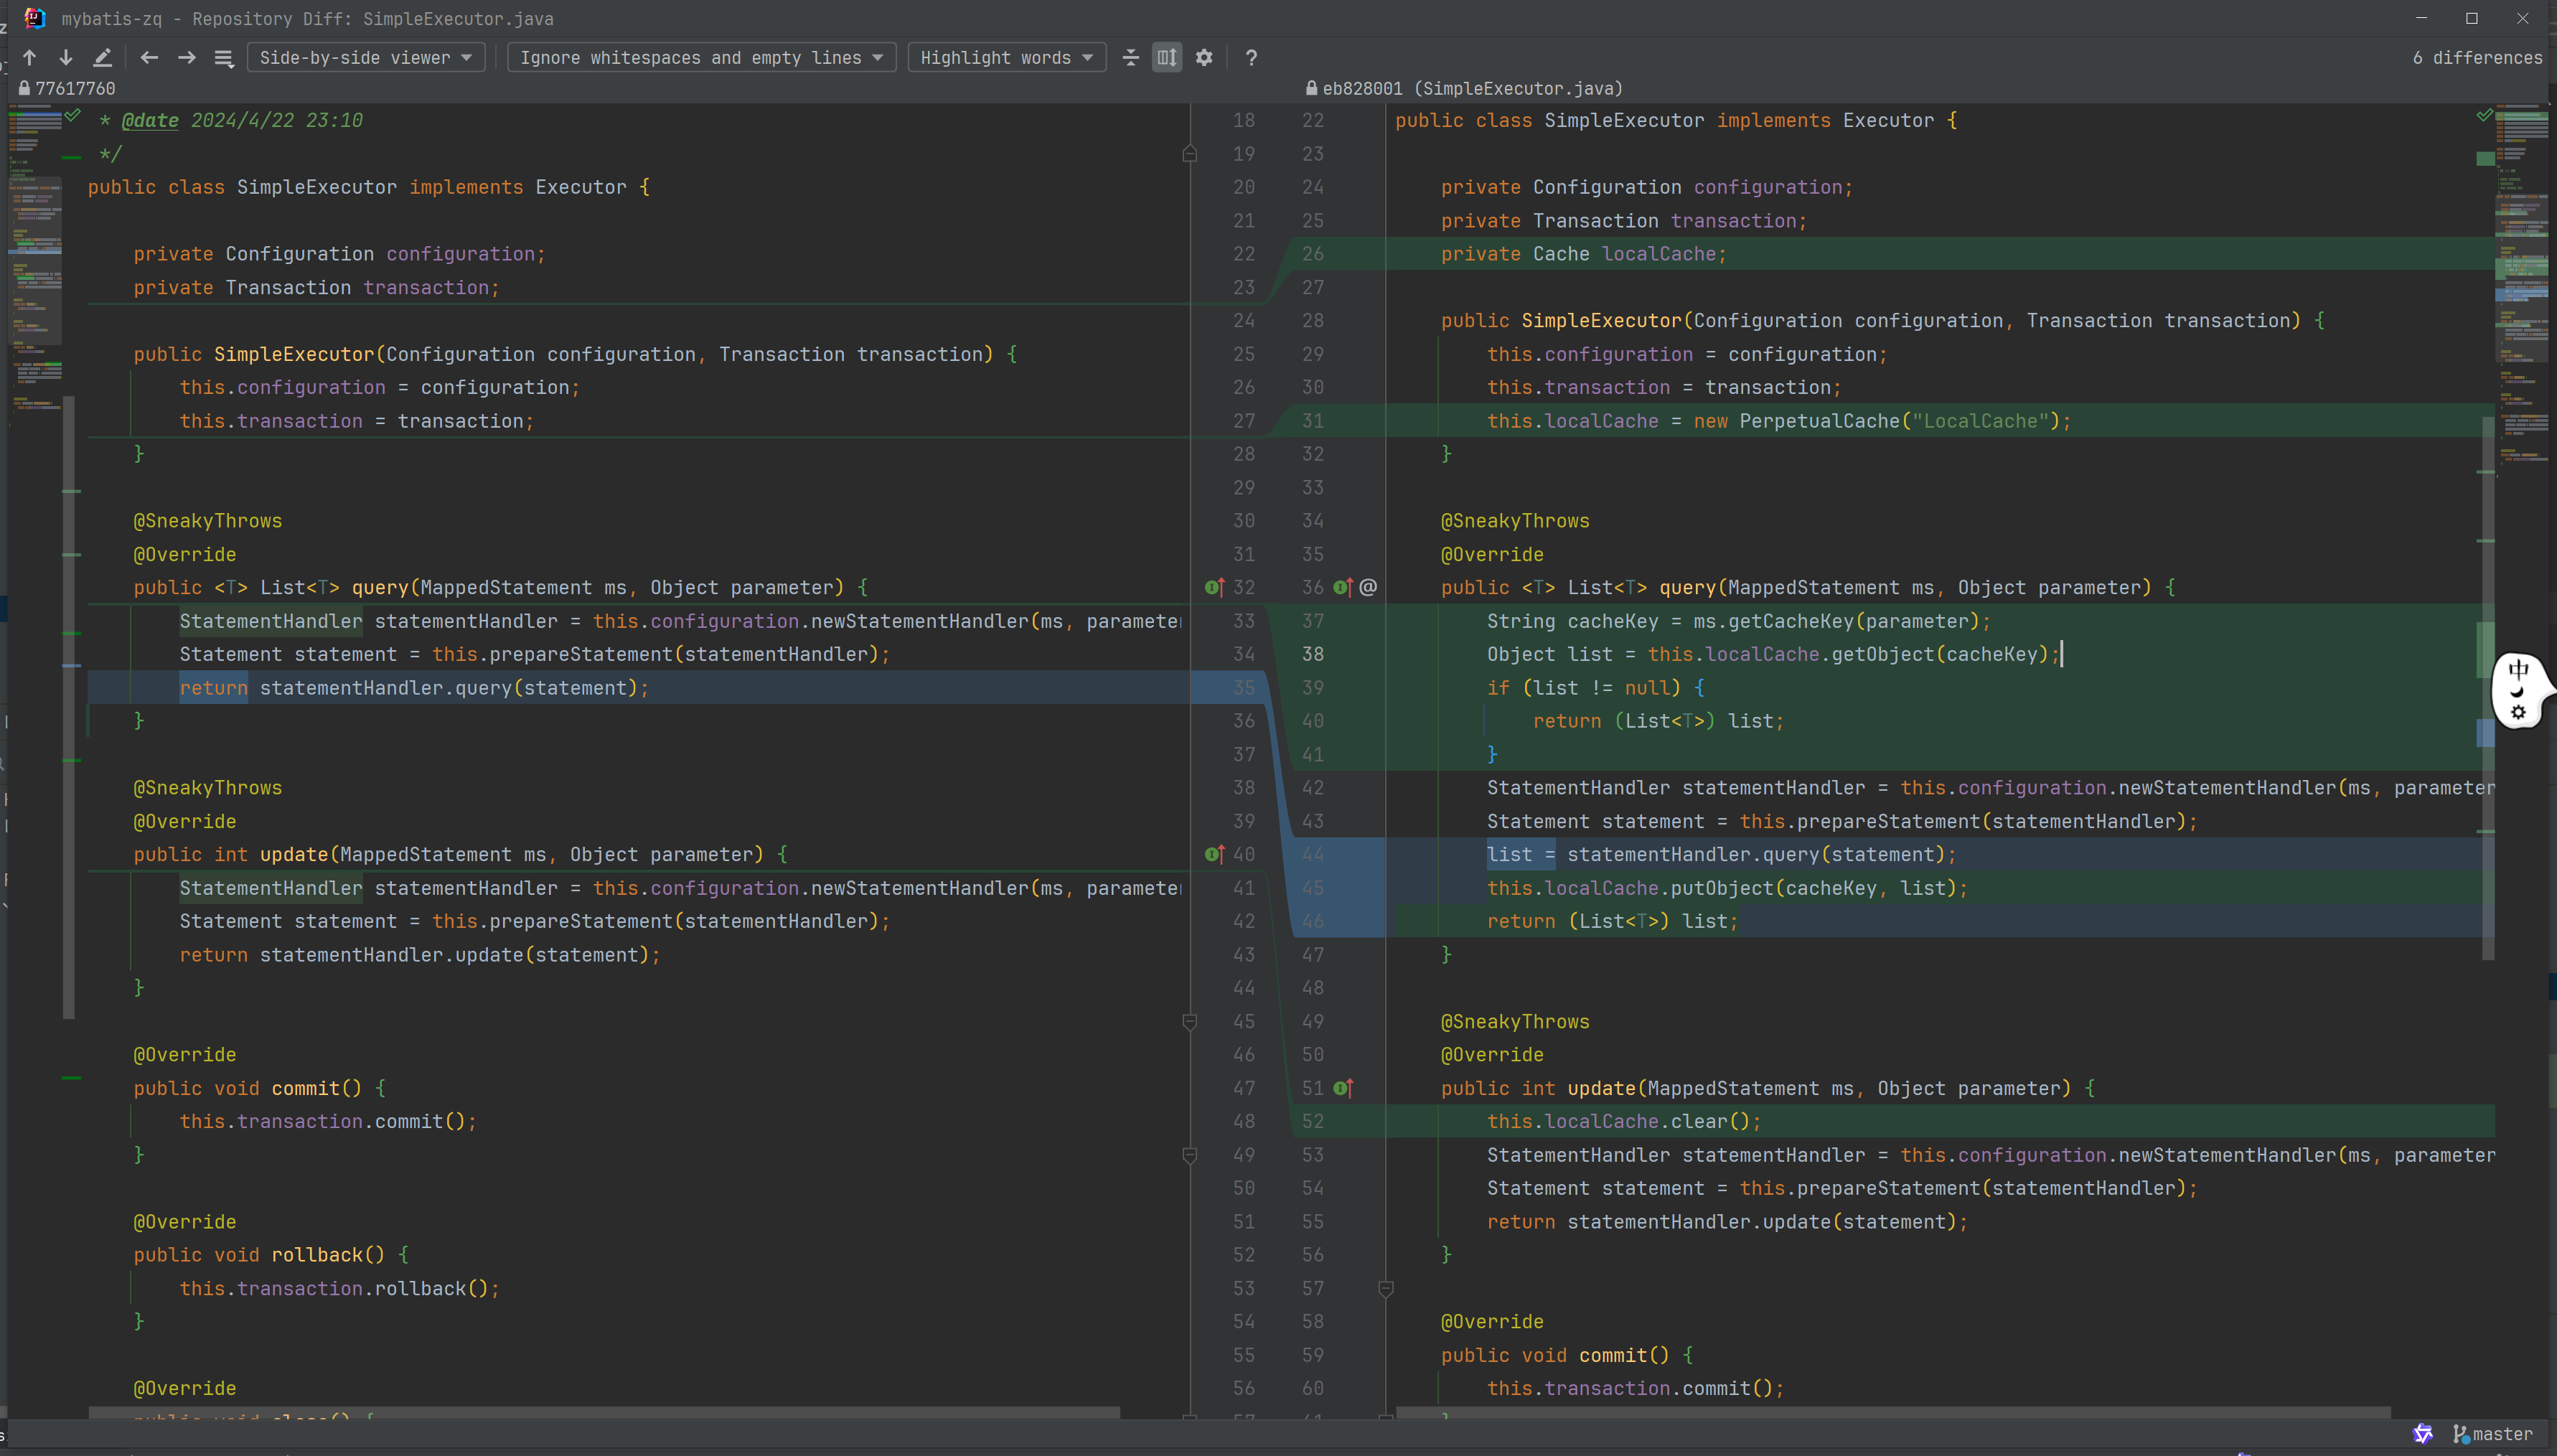 mybatis-zq - Repository Diff: SimpleExecutor.java
Side-by-side viewer
Ignore whitespaces and empty lines
Highlight words
?
6 differences
77617760
eb828001 (SimpleExecutor.java)
* @date 2024/4/22 23:10
*/
public class SimpleExecutor implements Executor {
private Configuration configuration;
private Transaction transaction;
public SimpleExecutor(Configuration configuration, Transaction transaction) {
this.configuration = configuration;
this.transaction = transaction;
}
@SneakyThrows
@Override
public <T> List<T> query(MappedStatement ms, Object parameter) {
StatementHandler statementHandler = this.configuration.newStatementHandler(ms, parameter
Statement statement = this.prepareStatement(statementHandler);
return statementHandler.query(statement);
}
@SneakyThrows
@Override
public int update(MappedStatement ms, Object parameter) {
StatementHandler statementHandler = this.configuration.newStatementHandler(ms, parameter
Statement statement = this.prepareStatement(statementHandler);
return statementHandler.update(statement);
}
@Override
public void commit() {
this.transaction.commit();
}
@Override
public void rollback() {
this.transaction.rollback();
}
@Override
18 22
19 23
20 24
21 25
22 26
23 27
24 28
25 29
26 30
27 31
28 32
29 33
30 34
31 35
32 36 @
33 37
34 38
35 39
36 40
37 41
38 42
39 43
40 44
41 45
42 46
43 47
44 48
45 49
46 50
47 51
48 52
49 53
50 54
51 55
52 56
53 57
54 58
55 59
56 60
public class SimpleExecutor implements Executor {
private Configuration configuration;
private Transaction transaction;
private Cache localCache;
public SimpleExecutor(Configuration configuration, Transaction transaction) {
this.configuration = configuration;
this.transaction = transaction;
this.localCache = new PerpetualCache("LocalCache");
}
@SneakyThrows
@Override
public <T> List<T> query(MappedStatement ms, Object parameter) {
String cacheKey = ms.getCacheKey(parameter);
Object list = this.localCache.getObject(cacheKey);
if (list != null) {
return (List<T>) list;
}
StatementHandler statementHandler = this.configuration.newStatementHandler(ms, parameter
Statement statement = this.prepareStatement(statementHandler);
list = statementHandler.query(statement);
this.localCache.putObject(cacheKey, list);
return (List<T>) list;
}
@SneakyThrows
@Override
public int update(MappedStatement ms, Object parameter) {
this.localCache.clear();
StatementHandler statementHandler = this.configuration.newStatementHandler(ms, parameter
Statement statement = this.prepareStatement(statementHandler);
return statementHandler.update(statement);
}
@Override
public void commit() {
this.transaction.commit();
中
master